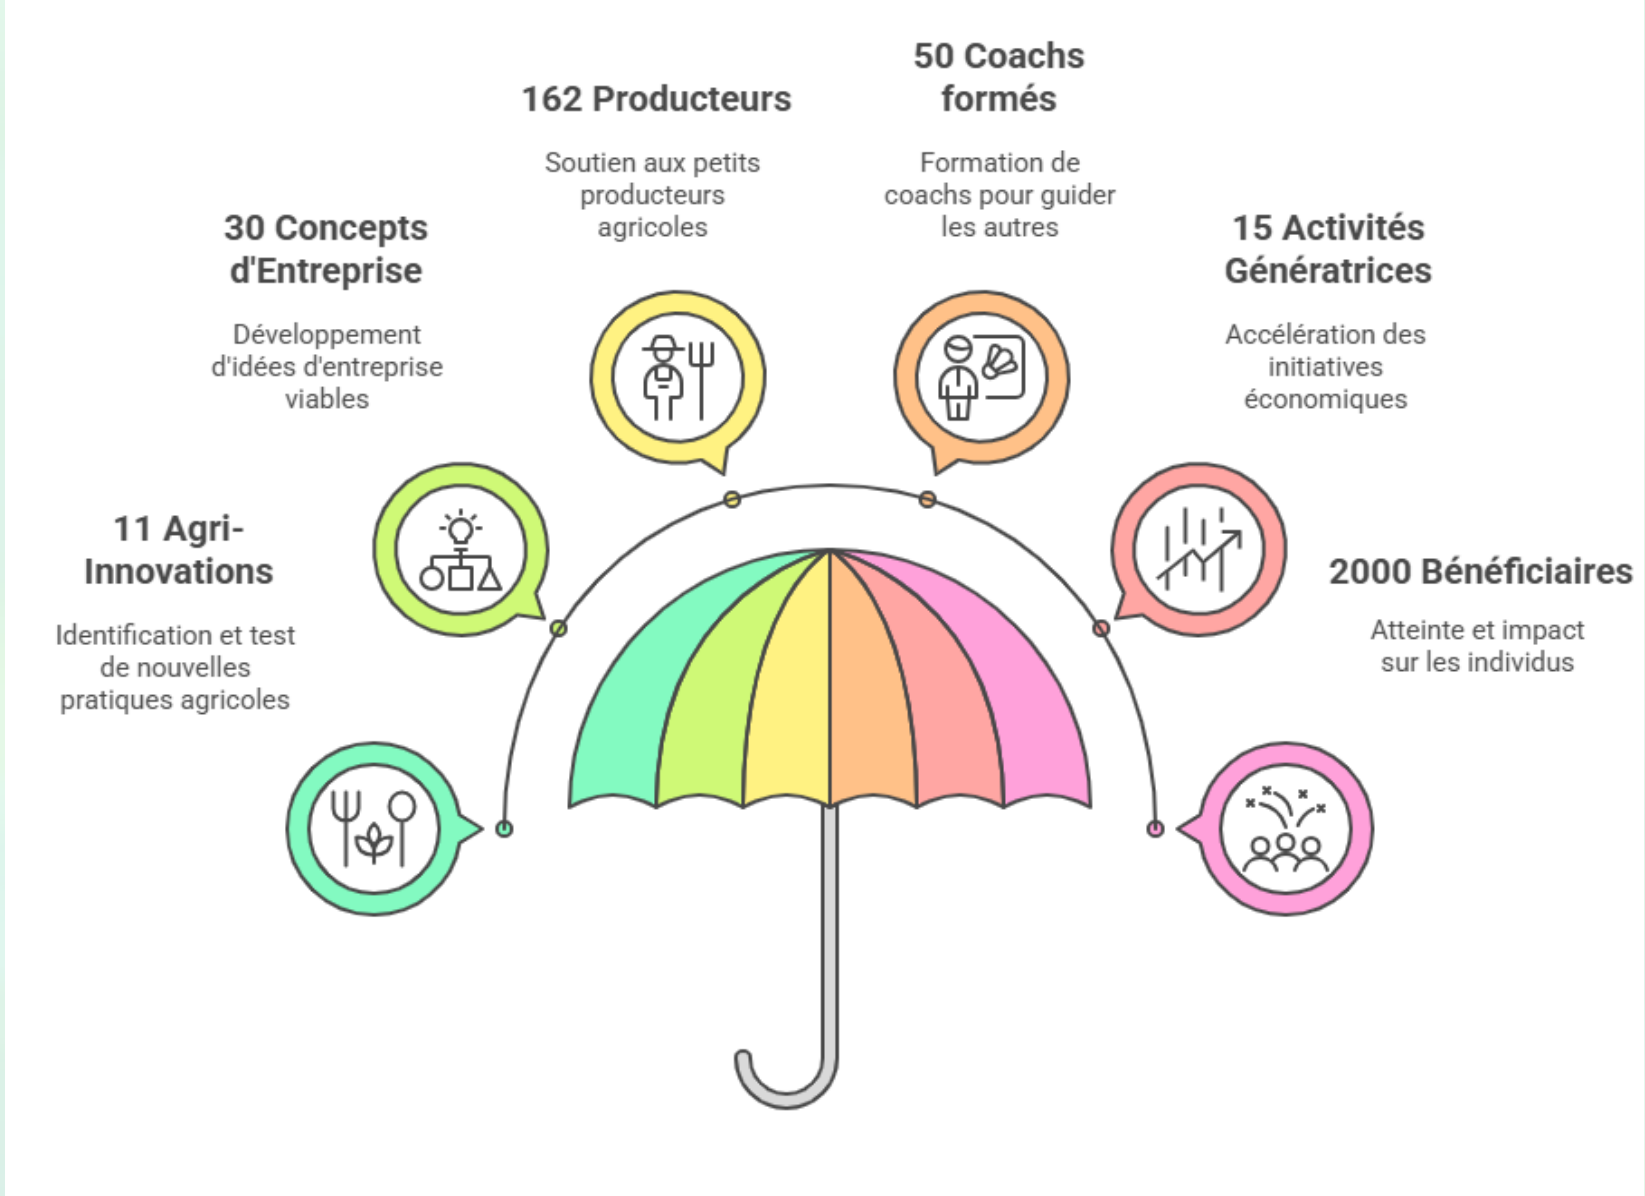 11 Agri-
Innovations
Identification et test
de nouvelles
pratiques agricoles
30 Concepts
d'Entreprise
Développement
d'idées d'entreprise
viables
162 Producteurs
Soutien aux petits
producteurs
agricoles
50 Coachs
formés
Formation de
coachs pour guider
les autres
15 Activités
Génératrices
Accélération des
initiatives
économiques
2000 Bénéficiaires
Atteinte et impact
sur les individus